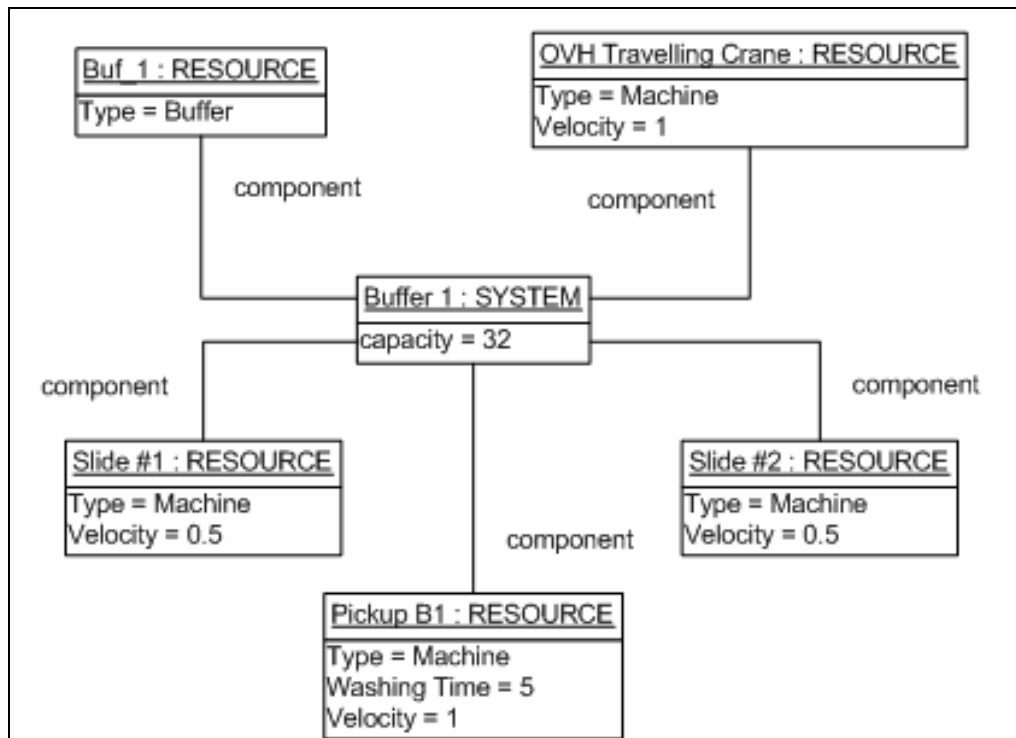 Buf_1 : RESOURCE
Type = Buffer
OVH Travelling Crane : RESOURCE
Type = Machine
Velocity = 1
component
component
Buffer 1 : SYSTEM
capacity = 32
component
component
Slide #1 : RESOURCE
Type = Machine
Velocity = 0.5
Slide #2 : RESOURCE
Type = Machine
Velocity = 0.5
component
Pickup B1 : RESOURCE
Type = Machine
Washing Time = 5
Velocity = 1